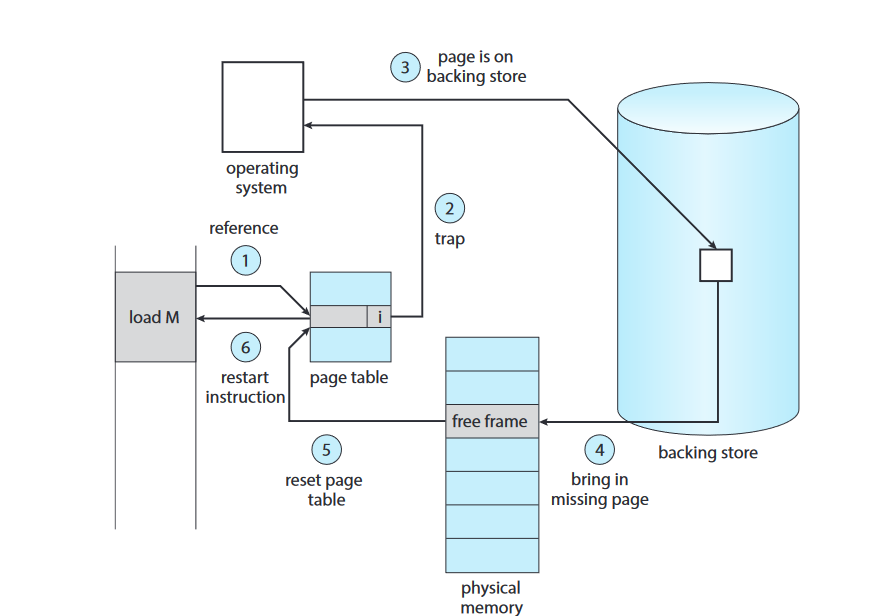 3
page is on
backing store
operating
system
2
trap
reference
1
load M
i
6
restart
instruction
page table
free frame
5
reset page
table
4
bring in
missing page
backing store
physical
memory